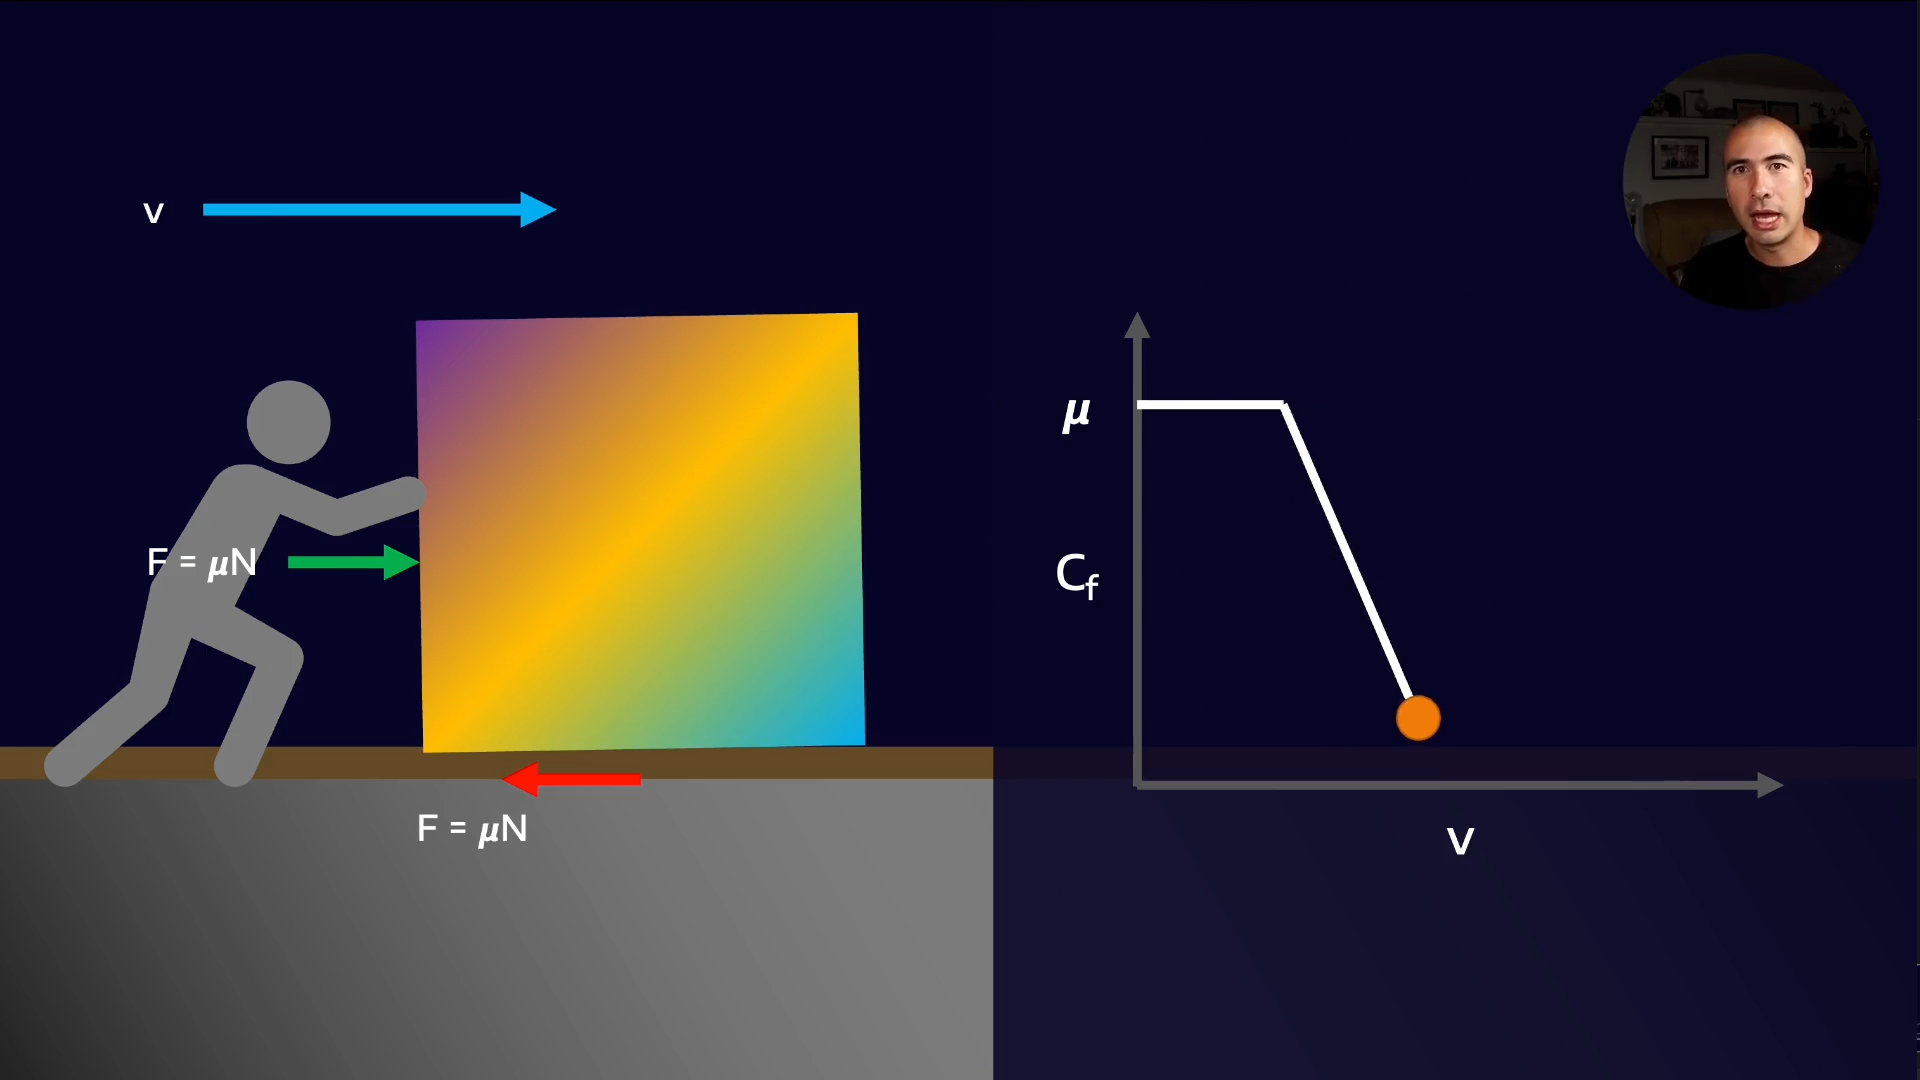 v
F = μN
F = μN
μ
Cf
v